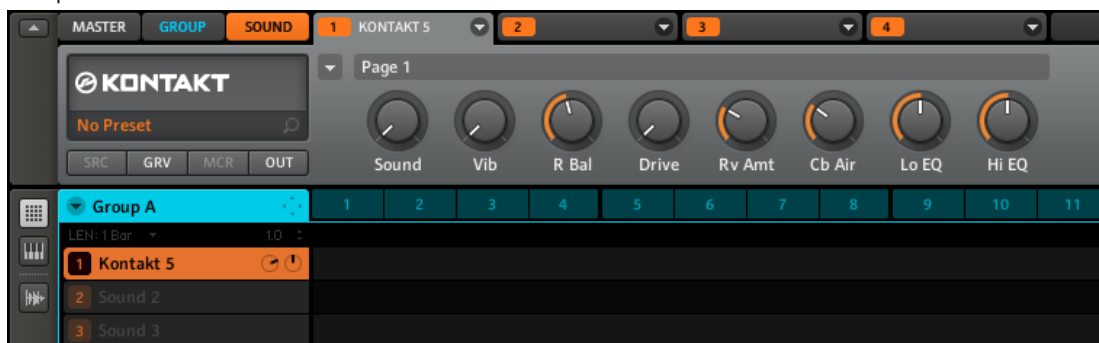 MASTER GROUP SOUND 1 KONTAKT 5 2 3 4
KONTAKT
Page 1
No Preset
Sound Vib R Bal Drive Rv Amt Cb Air Lo EQ Hi EQ
SRC GRV MCR OUT
Group A 1 2 3 4 5 6 7 8 9 10 11
LEN: 1 Bar 1.0
1 Kontakt 5
2 Sound 2
3 Sound 3